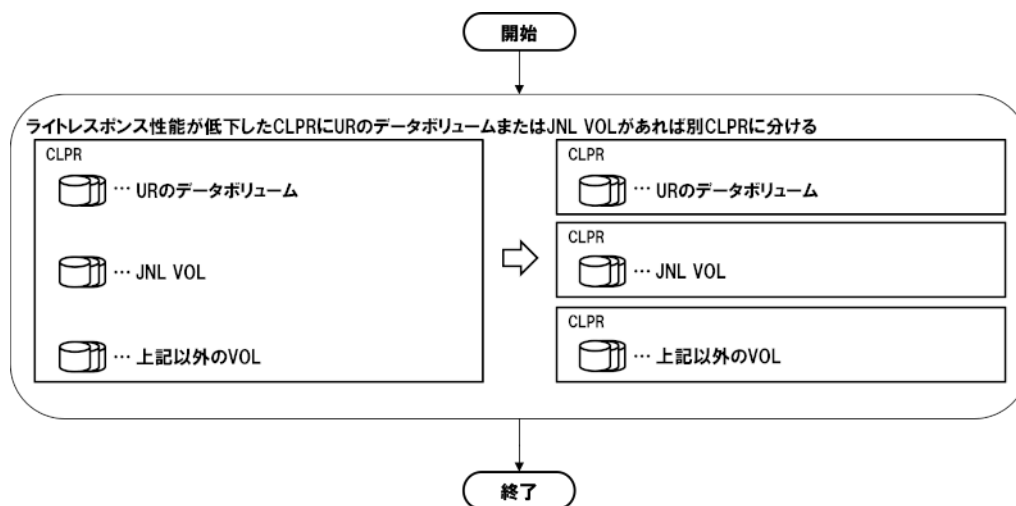 開始
ライトレスポンス性能が低下したCLPRにURのデータボリュームまたはJNL VOLがあれば別CLPRに分ける
CLPR
… URのデータボリューム
… JNL VOL
… 上記以外のVOL
CLPR
… URのデータボリューム
CLPR
… JNL VOL
CLPR
… 上記以外のVOL
終了